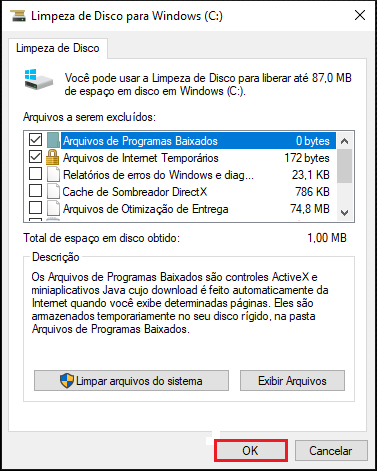 Limpeza de Disco para Windows (C:)
Limpeza de Disco
Você pode usar a Limpeza de Disco para liberar até 87,0 MB
de espaço em disco em Windows (C:).
Arquivos a serem excluídos:
Arquivos de Programas Baixados 0 bytes
Arquivos de Internet Temporários 172 bytes
Relatórios de erros do Windows e diag... 23,1 KB
Cache de Sombreador DirectX 786 KB
Arquivos de Otimização de Entrega 74,8 MB
Total de espaço em disco obtido: 1,00 MB
Descrição
Os Arquivos de Programas Baixados são controles ActiveX e
miniaplicativos Java cujo download é feito automaticamente da
Internet quando você exibe determinadas páginas. Eles são
armazenados temporariamente no seu disco rígido, na pasta
Arquivos de Programas Baixados.
Limpar arquivos do sistema Exibir Arquivos
OK Cancelar